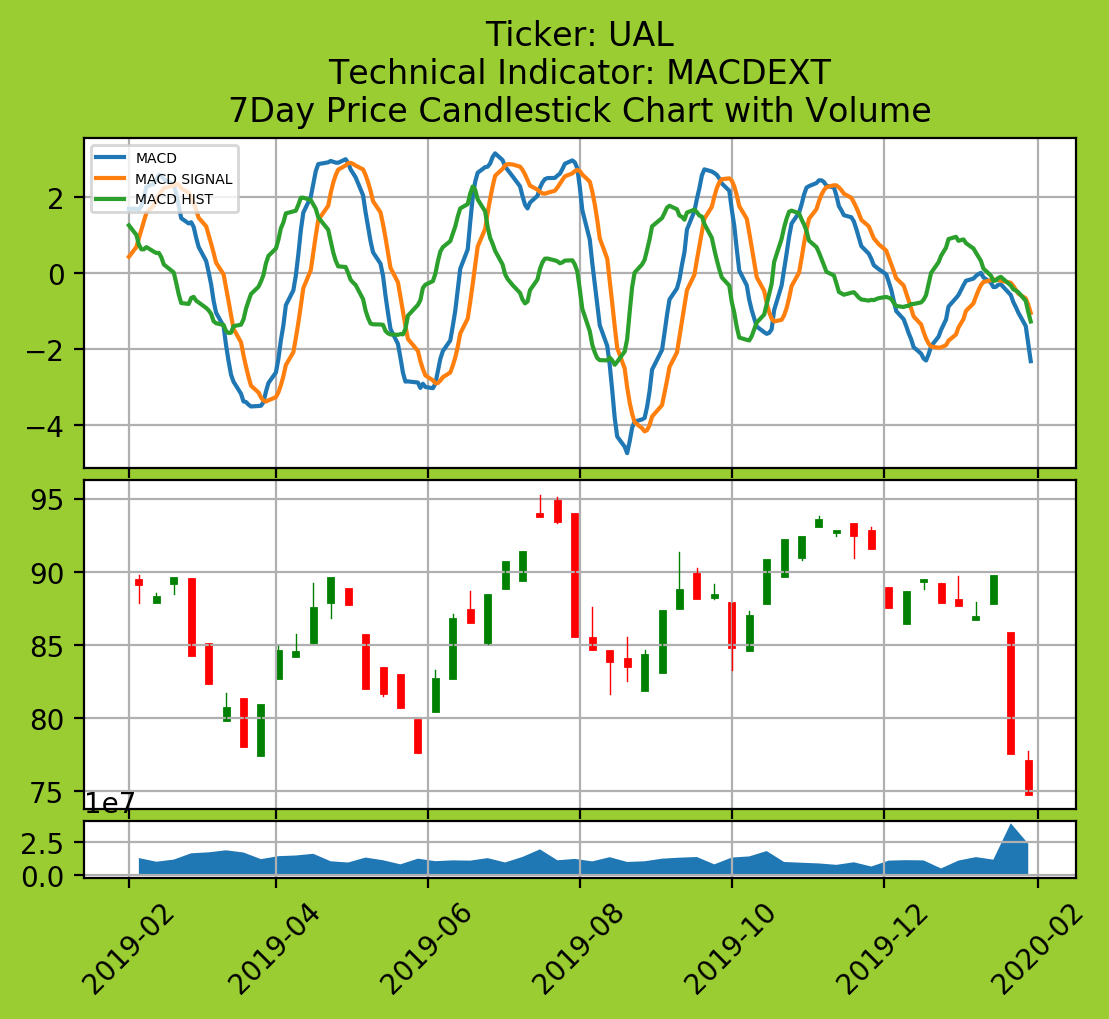 Ticker: UAL
Technical Indicator: MACDEXT
7Day Price Candlestick Chart with Volume
MACD
MACD SIGNAL
MACD HIST
2
0
−2
−4
95
90
85
80
75
1e7
2.5
0.0
2019-02
2019-04
2019-06
2019-08
2019-10
2019-12
2020-02